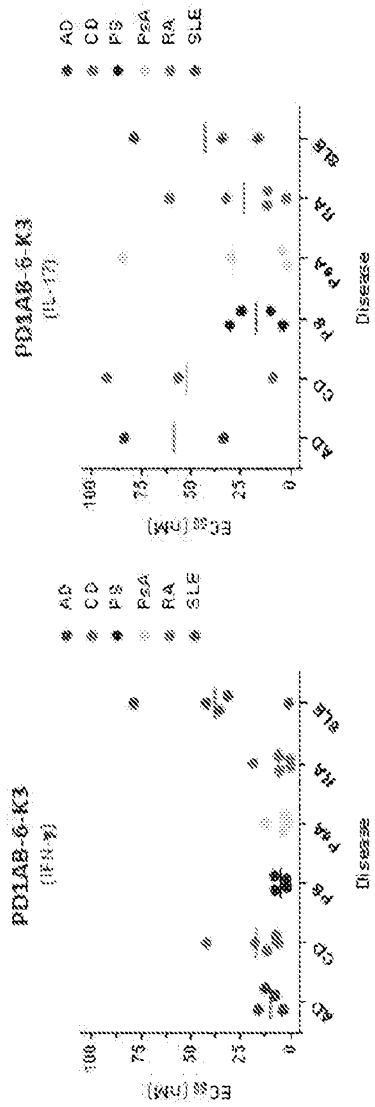 PD1AB-6-K3
(IFN-γ)
EC50 (nM)
100
75
50
25
0
AD
CD
PS
PsA
RA
SLE
Disease
AD
CD
PS
PsA
RA
SLE
PD1AB-6-K3
(IL-17)
EC50 (nM)
100
75
50
25
0
AD
CD
PS
PsA
RA
SLE
Disease
AD
CD
PS
PsA
RA
SLE